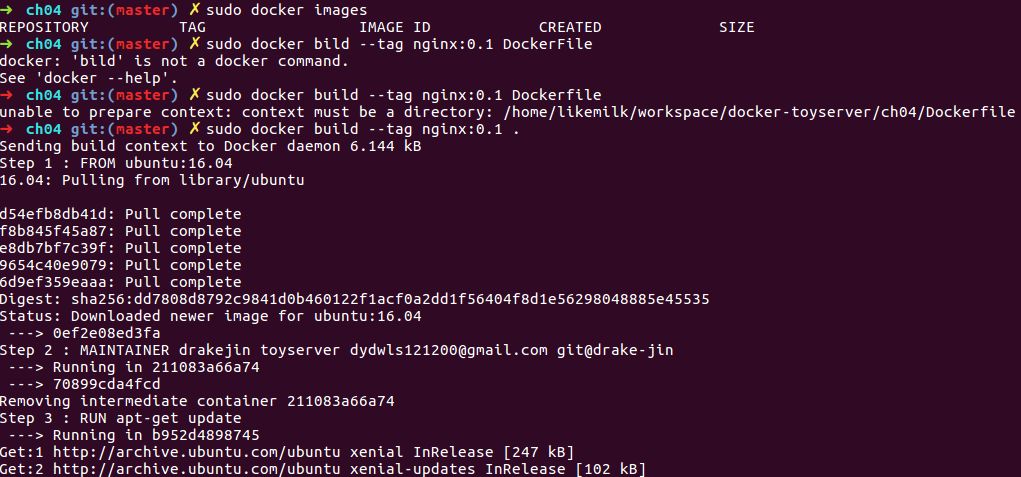 ➜  ch04 git:(master) ✗ sudo docker images
REPOSITORY          TAG                 IMAGE ID            CREATED             SIZE
➜  ch04 git:(master) ✗ sudo docker bild --tag nginx:0.1 DockerFile
docker: 'bild' is not a docker command.
See 'docker --help'.
➜  ch04 git:(master) ✗ sudo docker build --tag nginx:0.1 Dockerfile
unable to prepare context: context must be a directory: /home/likemilk/workspace/docker-toyserver/ch04/Dockerfile
➜  ch04 git:(master) ✗ sudo docker build --tag nginx:0.1 .
Sending build context to Docker daemon 6.144 kB
Step 1 : FROM ubuntu:16.04
16.04: Pulling from library/ubuntu
d54efb8db41d: Pull complete
f8b845f45a87: Pull complete
e8db7bf7c39f: Pull complete
9654c40e9079: Pull complete
6d9ef359eaaa: Pull complete
Digest: sha256:dd7808d8792c9841d0b460122f1acf0a2dd1f56404f8d1e56298048885e45535
Status: Downloaded newer image for ubuntu:16.04
 ---> 0ef2e08ed3fa
Step 2 : MAINTAINER drakejin toyserver dydwls121200@gmail.com git@drake-jin
 ---> Running in 211083a66a74
 ---> 70899cda4fcd
Removing intermediate container 211083a66a74
Step 3 : RUN apt-get update
 ---> Running in b952d4898745
Get:1 http://archive.ubuntu.com/ubuntu xenial InRelease [247 kB]
Get:2 http://archive.ubuntu.com/ubuntu xenial-updates InRelease [102 kB]